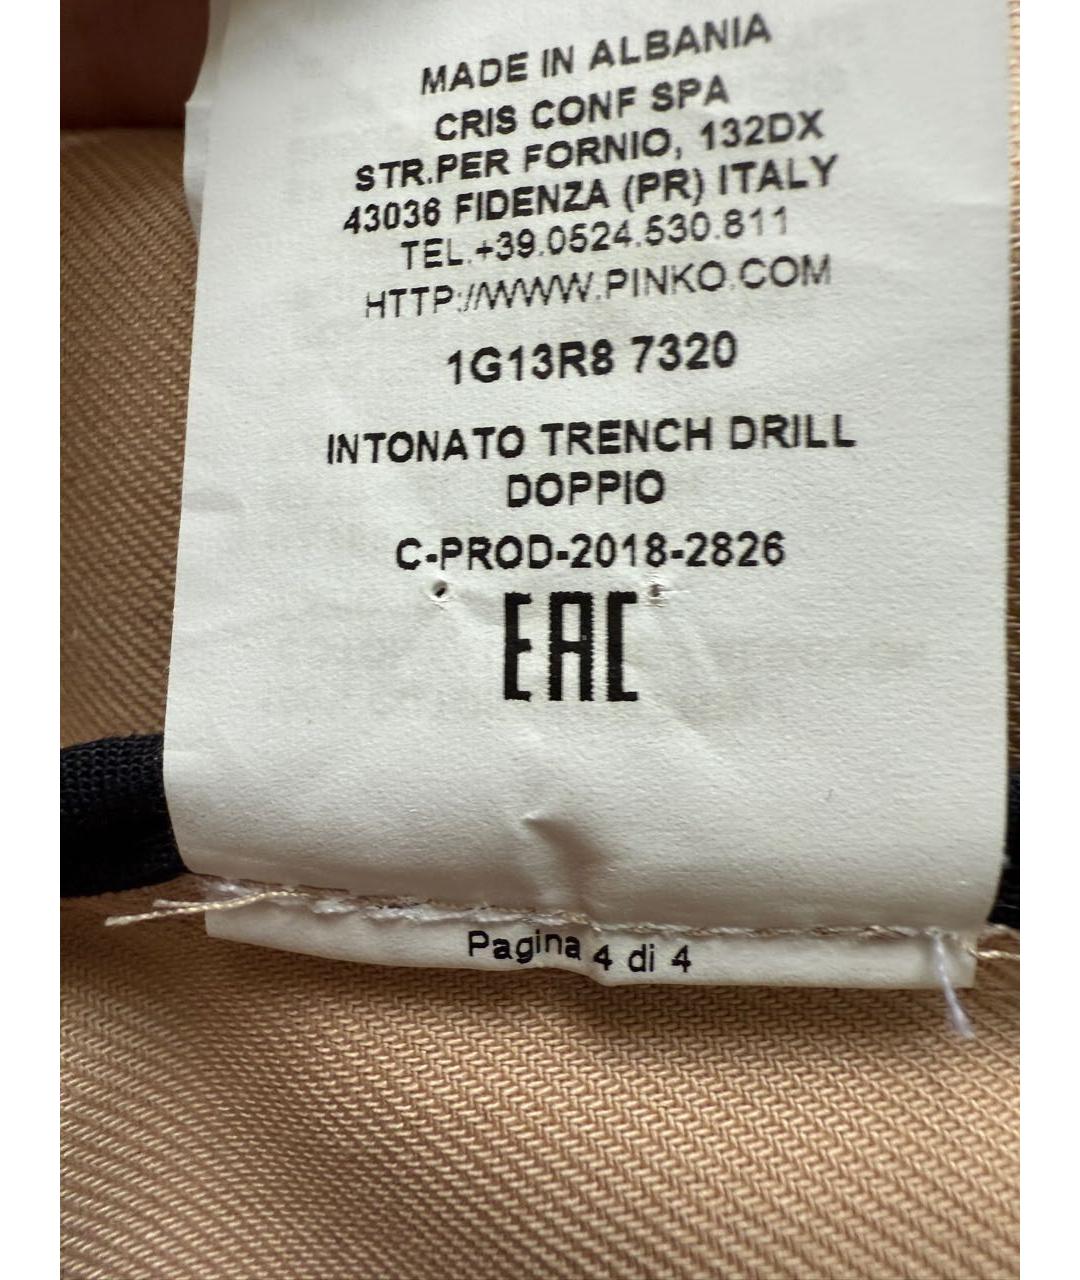 MADE IN ALBANIA
CRIS CONF SPA
STR.PER FORNIO, 132DX
43036 FIDENZA (PR) ITALY
TEL.+39.0524.530.811
HTTP://WWW.PINKO.COM
1G13R8 7320
INTONATO TRENCH DRILL
DOPPIO
C-PROD-2018-2826
EAC
Pagina 4 di 4